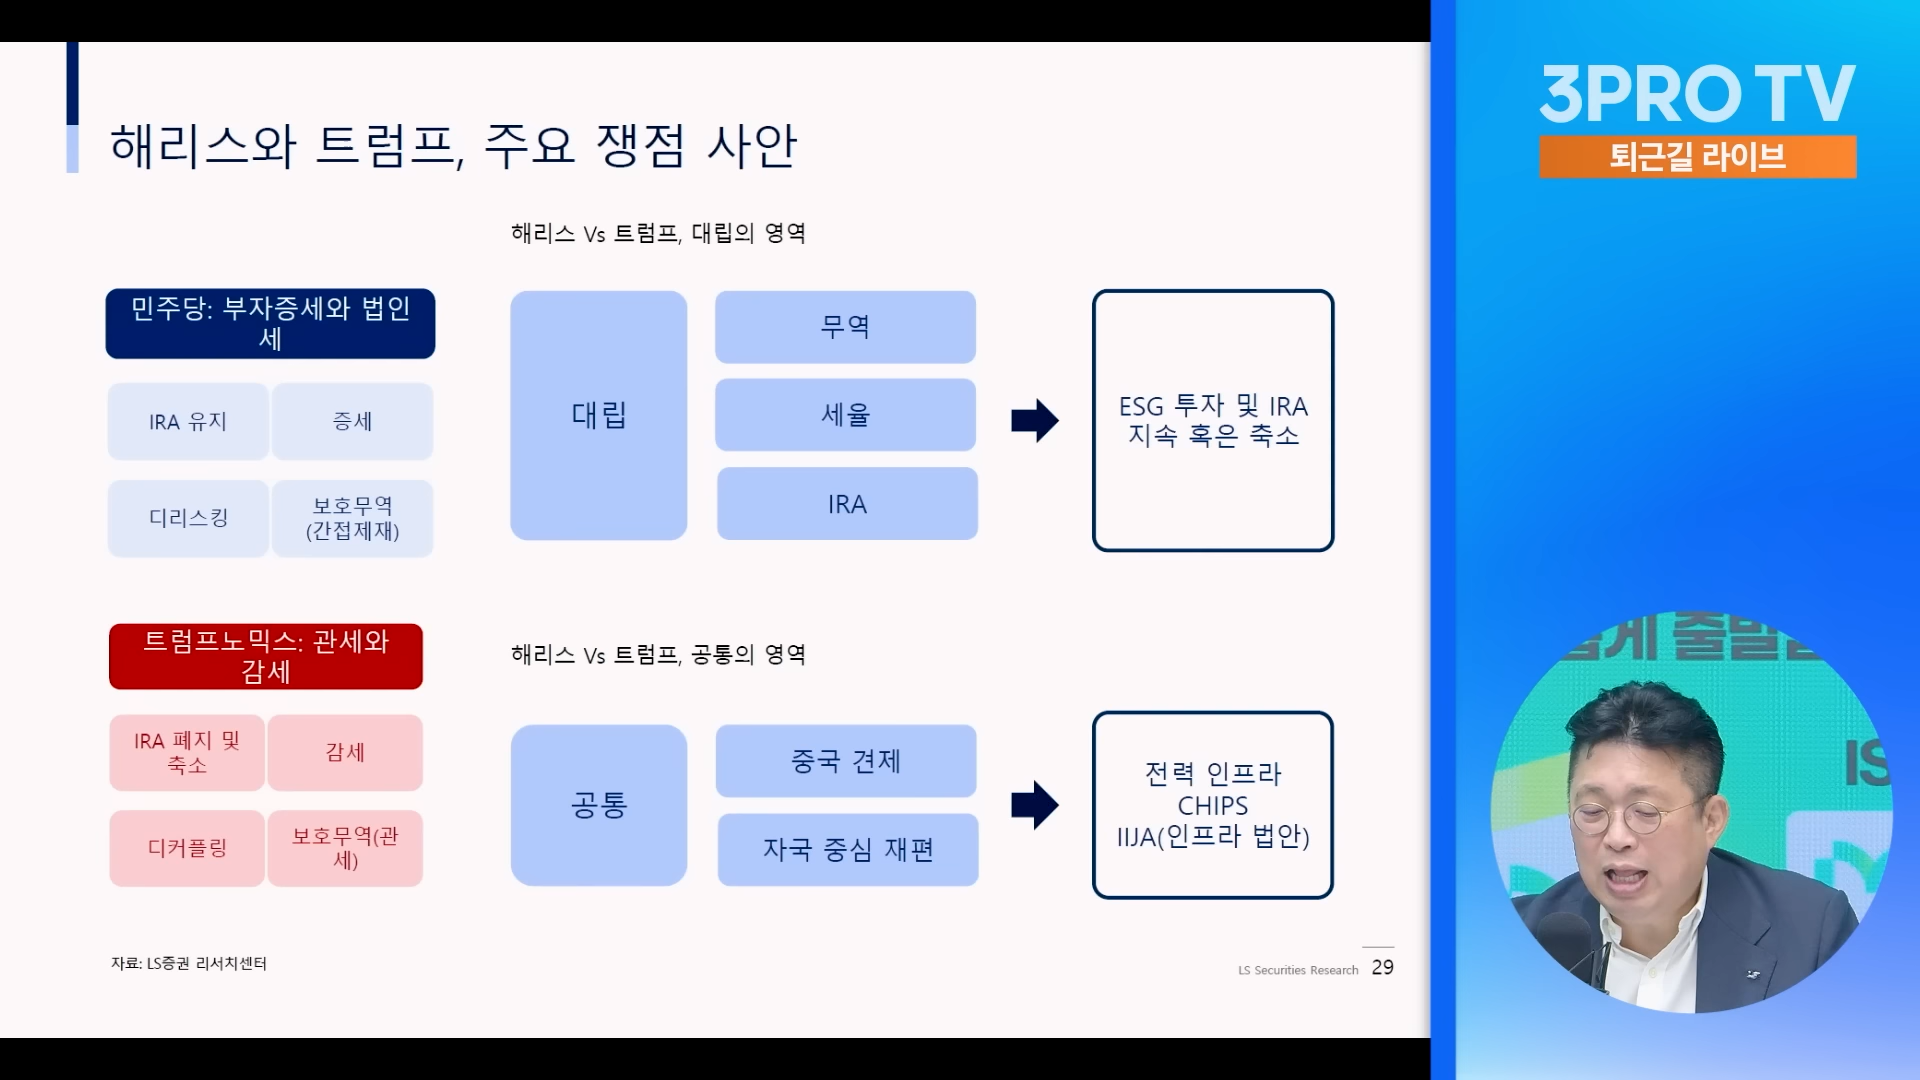 3PRO TV
퇴근길 라이브
해리스와 트럼프, 주요 쟁점 사안
해리스 Vs 트럼프, 대립의 영역
민주당: 부자증세와 법인
세
IRA 유지
증세
디리스킹
보호무역
(간접제재)
대립
무역
세율
IRA
ESG 투자 및 IRA
지속 혹은 축소
트럼프노믹스: 관세와
감세
IRA 폐지 및
축소
감세
디커플링
보호무역(관
세)
해리스 Vs 트럼프, 공통의 영역
공통
중국 견제
자국 중심 재편
전력 인프라
CHIPS
IIJA(인프라 법안)
자료: LS증권 리서치센터
LS Securities Research 29
IS